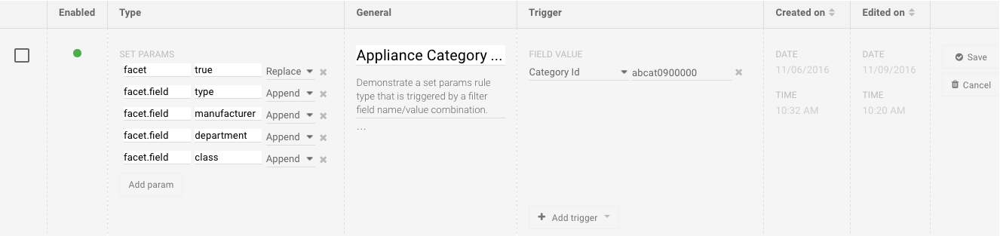 Enabled Type General Trigger Created on Edited on
SET PARAMS
facet true Replace
facet.field type Append
facet.field manufacturer Append
facet.field department Append
facet.field class Append
Add param
Appliance Category ...
Demonstrate a set params rule
type that is triggered by a filter
field name/value combination.
...
FIELD VALUE
Category Id abcat0900000
Add trigger
DATE
11/06/2016
TIME
10:32 AM
DATE
11/09/2016
TIME
10:20 AM
Save
Cancel